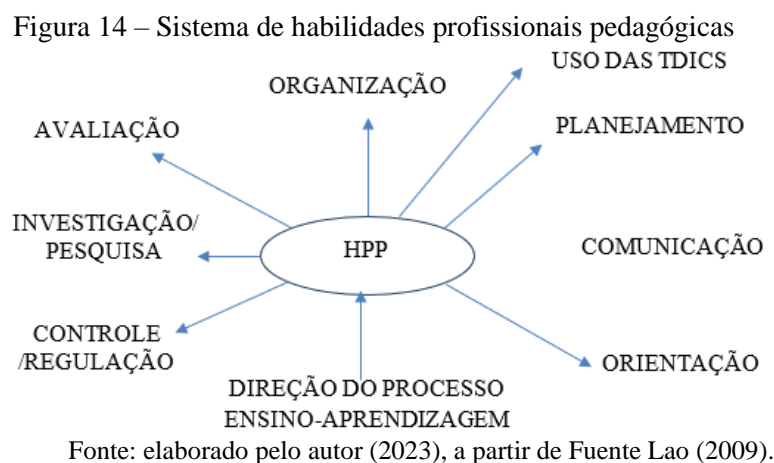 Figura 14 – Sistema de habilidades profissionais pedagógicas
USO DAS TDICS
ORGANIZAÇÃO
AVALIAÇÃO
PLANEJAMENTO
INVESTIGAÇÃO/
PESQUISA
HPP
COMUNICAÇÃO
CONTROLE
/REGULAÇÃO
ORIENTAÇÃO
DIREÇÃO DO PROCESSO
ENSINO-APRENDIZAGEM
Fonte: elaborado pelo autor (2023), a partir de Fuente Lao (2009).